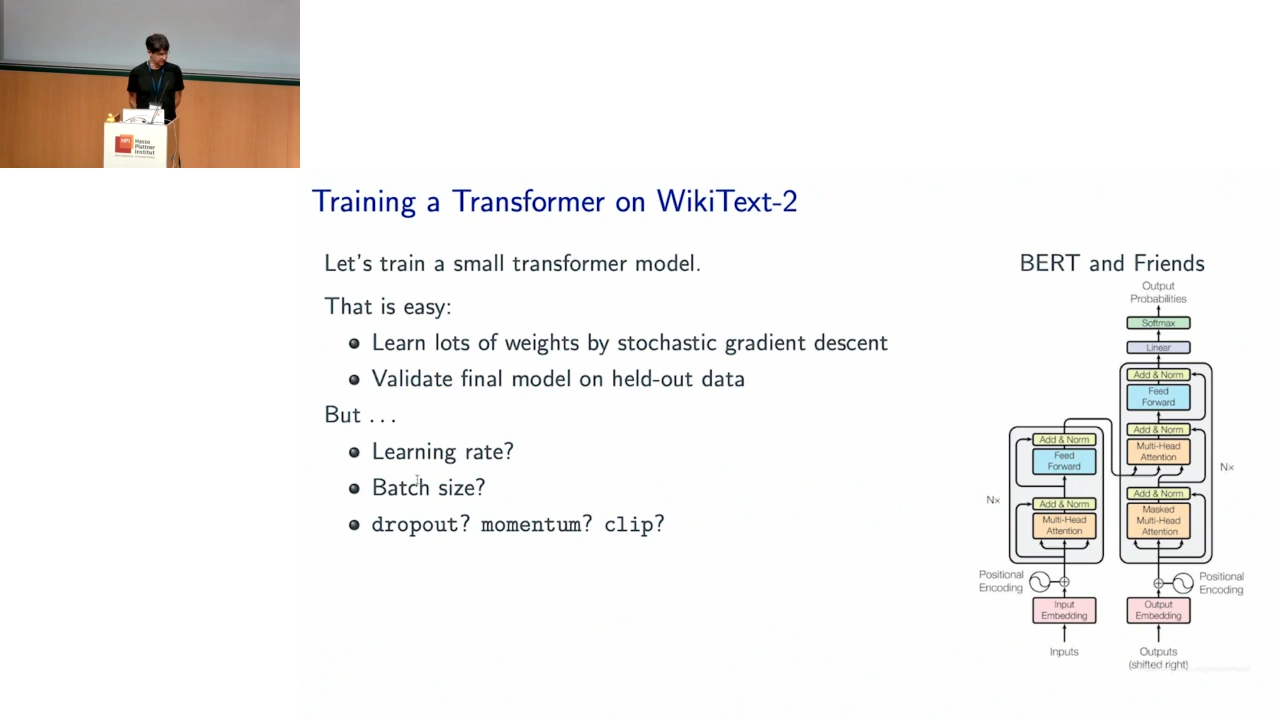 Hasso
Plattner
Institut
Training a Transformer on WikiText-2
Let's train a small transformer model.
That is easy:
Learn lots of weights by stochastic gradient descent
Validate final model on held-out data
But ...
Learning rate?
Batch size?
dropout? momentum? clip?
BERT and Friends
Output
Probabilities
Softmax
Linear
Add & Norm
Feed
Forward
Add & Norm
Multi-Head
Attention
Add & Norm
Masked
Multi-Head
Attention
Nx
Add & Norm
Feed
Forward
Add & Norm
Multi-Head
Attention
Nx
Positional
Encoding
Positional
Encoding
Input
Embedding
Output
Embedding
Inputs
Outputs
(shifted right)